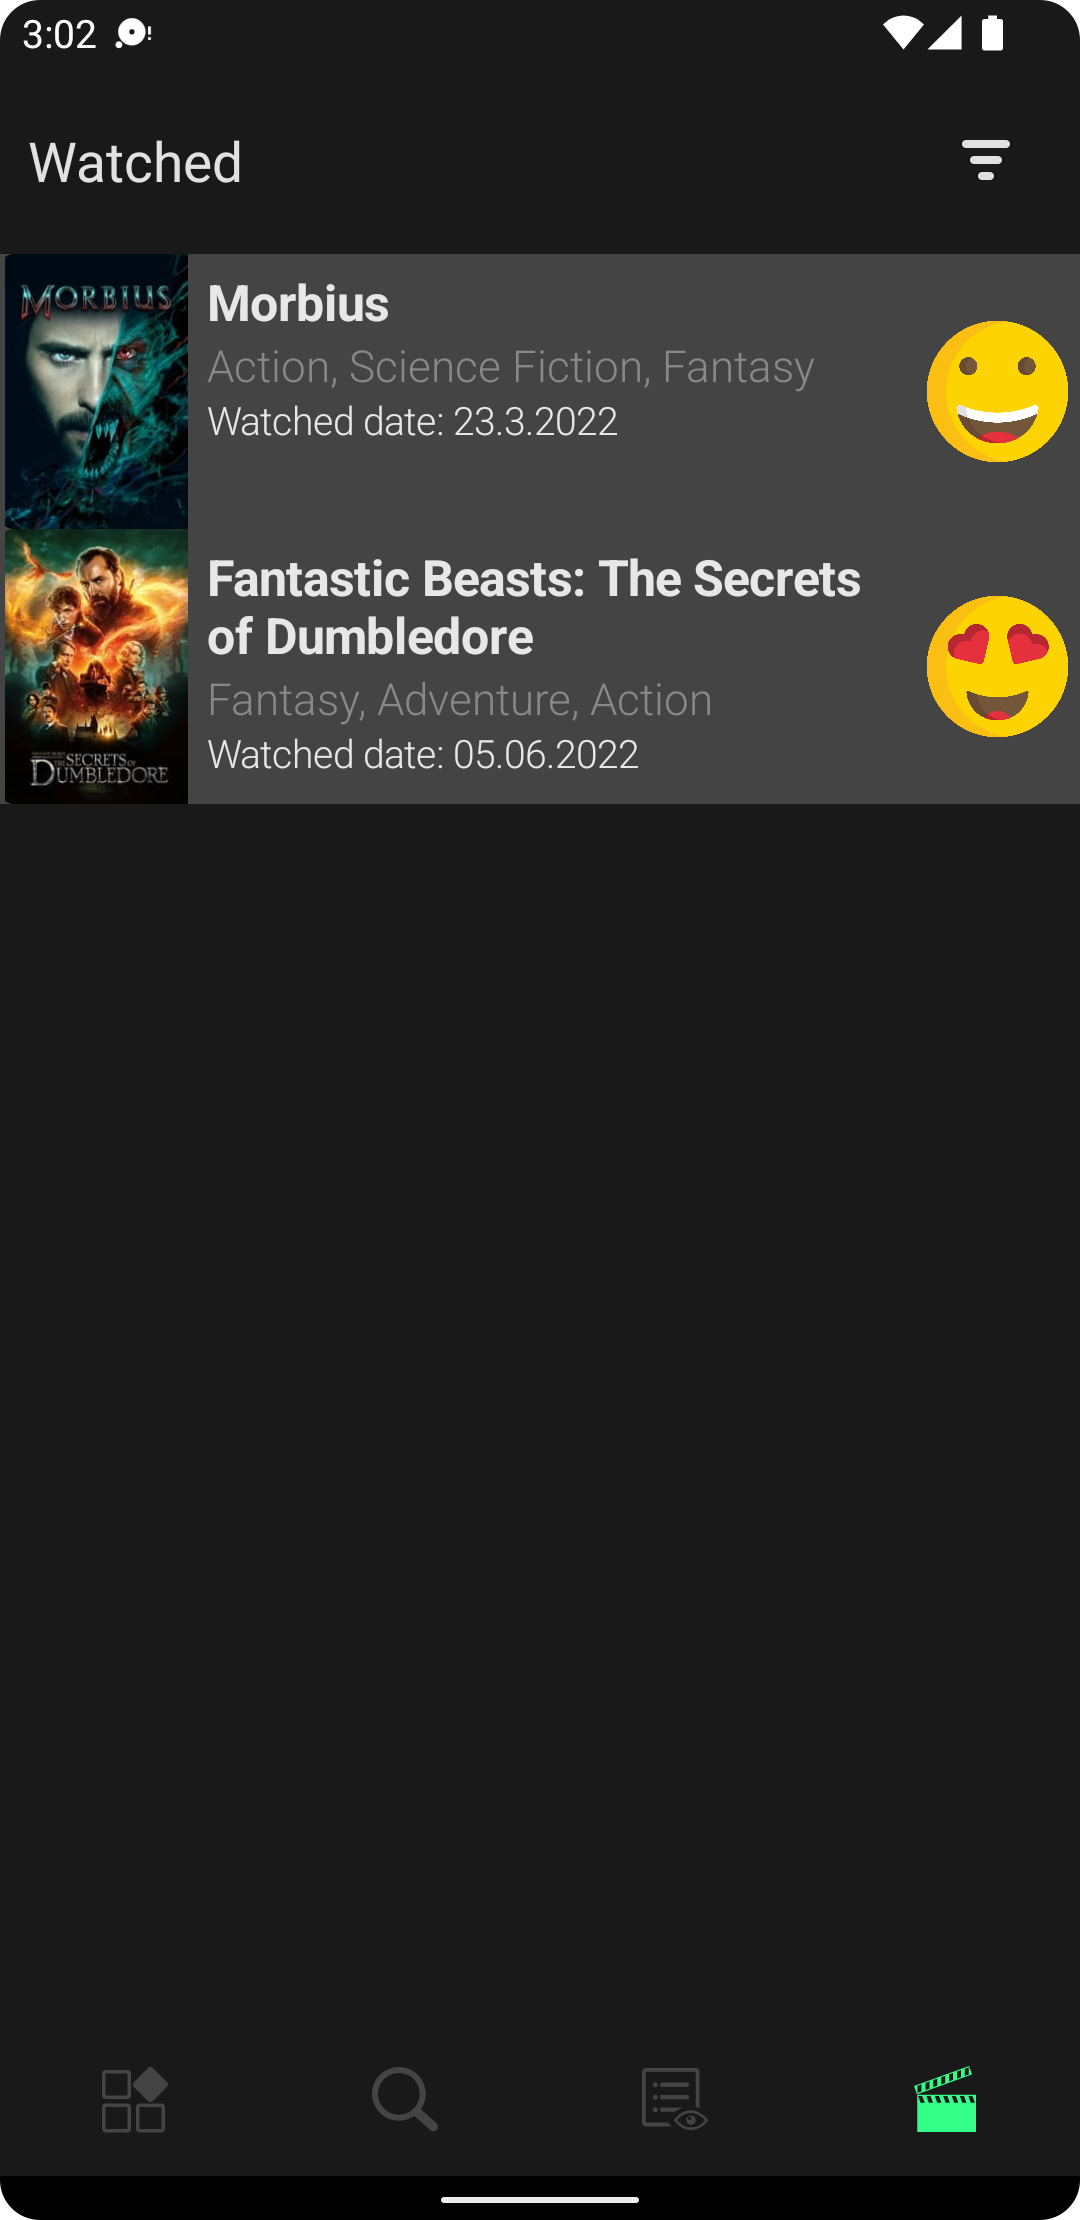 3:02
Watched
MORBIUS
Morbius
Action, Science Fiction, Fantasy
Watched date: 23.3.2022
Fantastic Beasts: The Secrets
of Dumbledore
Fantasy, Adventure, Action
Watched date: 05.06.2022
THE SECRETS OF
DUMBLEDORE